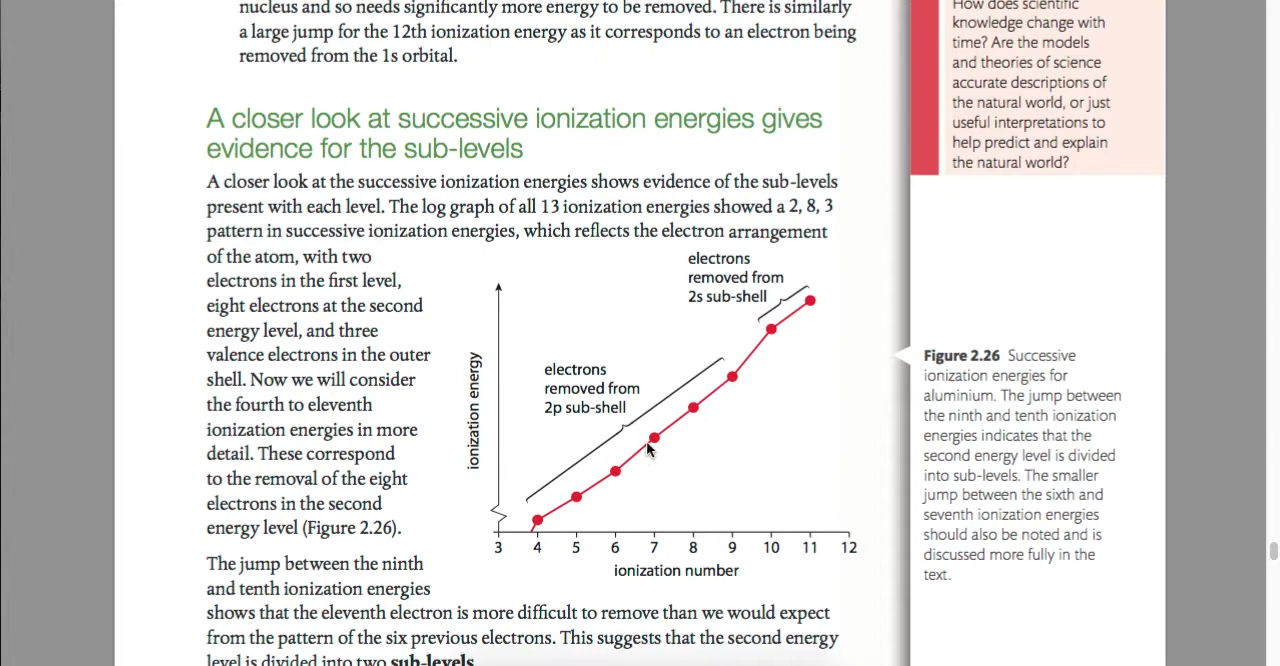 nucleus and so needs significantly more energy to be removed. There is similarly
a large jump for the 12th ionization energy as it corresponds to an electron being
removed from the 1s orbital.
A closer look at successive ionization energies gives
evidence for the sub-levels
A closer look at the successive ionization energies shows evidence of the sub-levels
present with each level. The log graph of all 13 ionization energies showed a 2, 8, 3
pattern in successive ionization energies, which reflects the electron arrangement
of the atom, with two
electrons in the first level,
eight electrons at the second
energy level, and three
valence electrons in the outer
shell. Now we will consider
the fourth to eleventh
ionization energies in more
detail. These correspond
to the removal of the eight
electrons in the second
energy level (Figure 2.26).
electrons
removed from
2s sub-shell
electrons
removed from
2p sub-shell
ionization energy
3 4 5 6 7 8 9 10 11 12
ionization number
The jump between the ninth
and tenth ionization energies
shows that the eleventh electron is more difficult to remove than we would expect
from the pattern of the six previous electrons. This suggests that the second energy
level is divided into two sub-levels.
How does scientific
knowledge change with
time? Are the models
and theories of science
accurate descriptions of
the natural world, or just
useful interpretations to
help predict and explain
the natural world?
Figure 2.26 Successive
ionization energies for
aluminium. The jump between
the ninth and tenth ionization
energies indicates that the
second energy level is divided
into sub-levels. The smaller
jump between the sixth and
seventh ionization energies
should also be noted and is
discussed more fully in the
text.